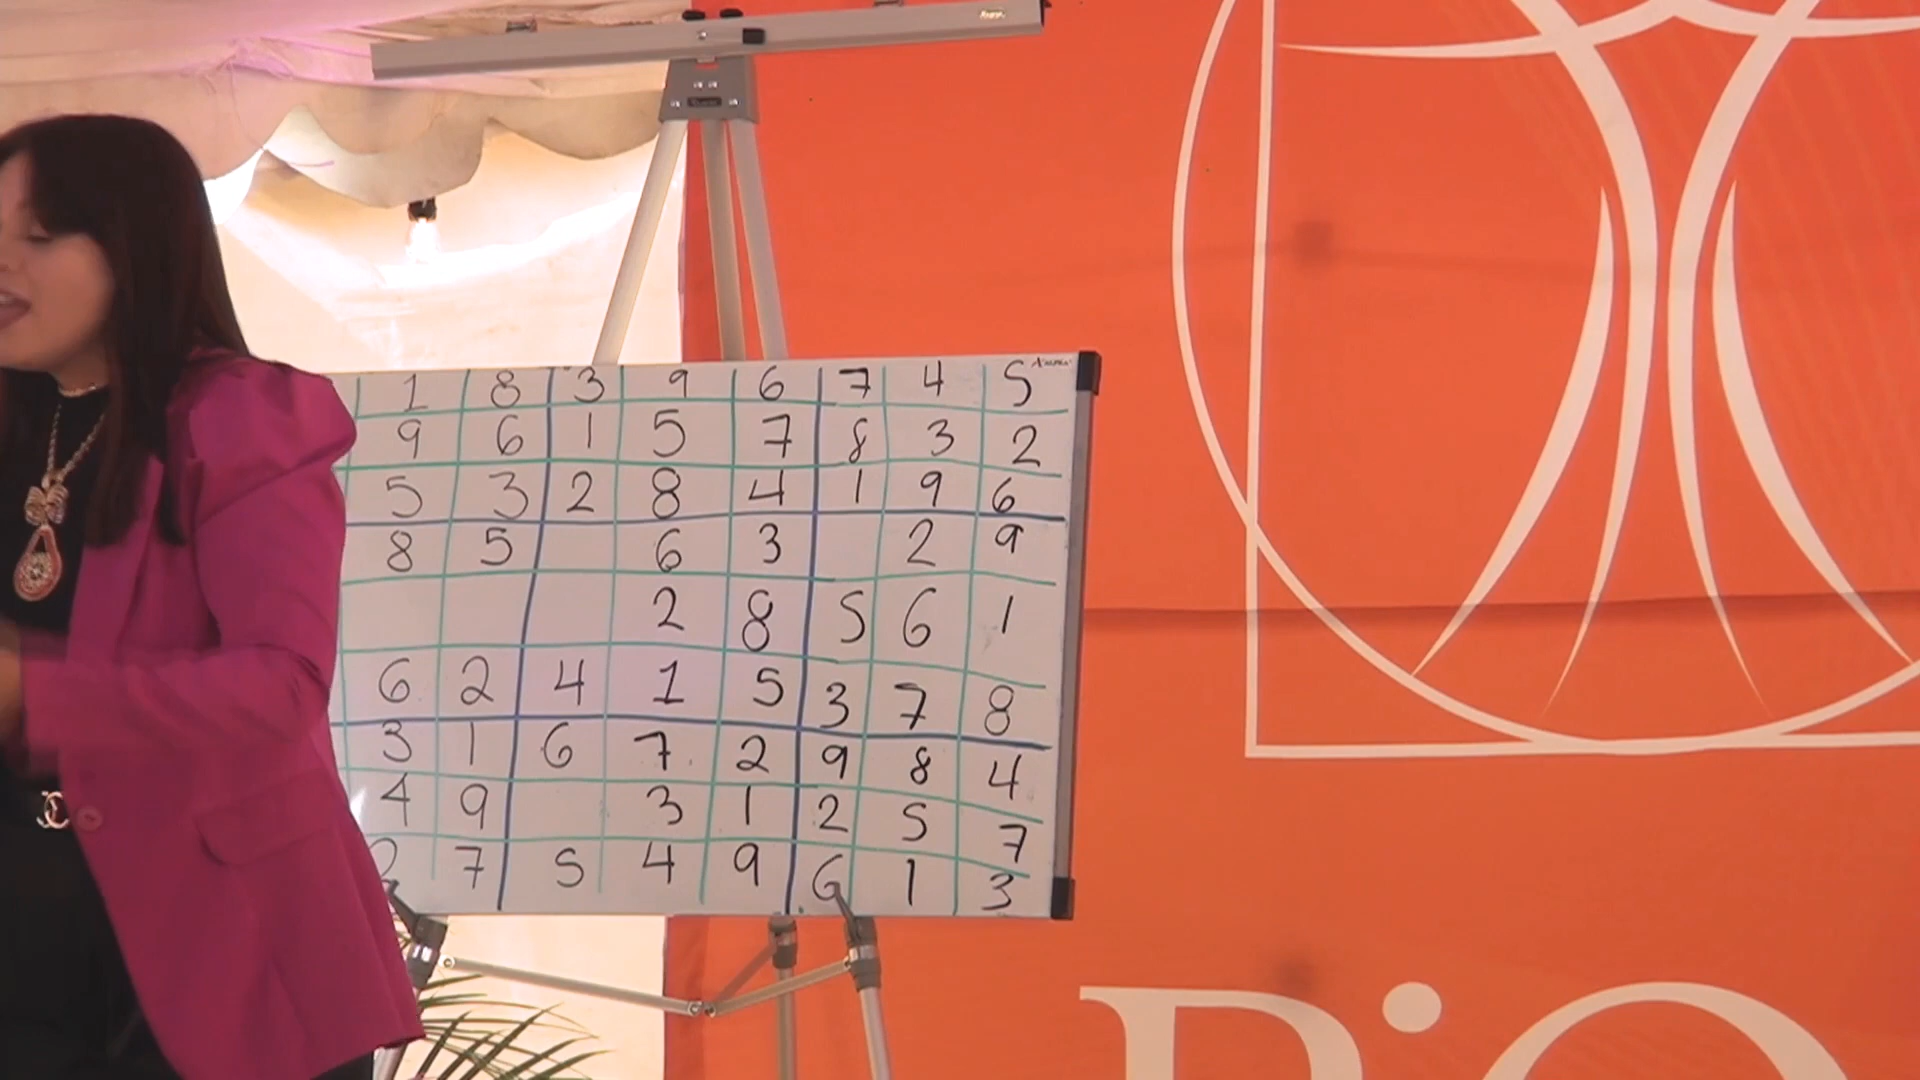 1 8 3 9 6 7 4 5
9 6 1 5 7 8 3 2
5 3 2 8 4 1 9 6
8 5 6 3 2 9
2 8 5 6 1
6 2 4 1 5 3 7 8
3 1 6 7 2 9 8 4
4 9 3 1 2 5 7
2 7 5 4 9 6 1 3